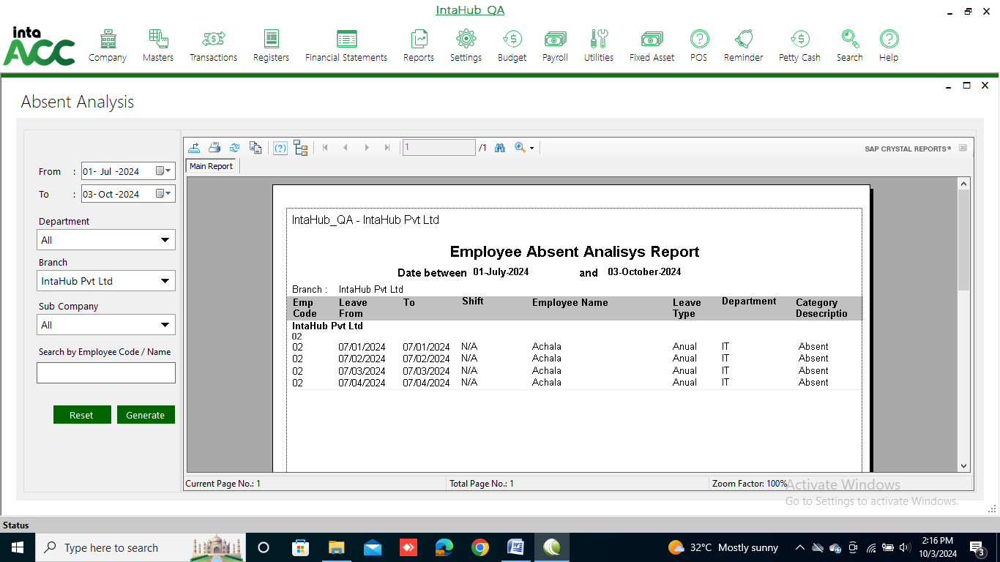 IntaHub_QA
inta
ACC
Company Masters Transactions Registers Financial Statements Reports Settings Budget Payroll Utilities Fixed Asset POS Reminder Petty Cash Search Help
Absent Analysis
1 /1 SAP CRYSTAL REPORTS®
Main Report
From : 01- Jul -2024
To : 03-Oct -2024
Department
All
Branch
IntaHub Pvt Ltd
Sub Company
All
Search by Employee Code / Name
Reset Generate
IntaHub_QA - IntaHub Pvt Ltd
Employee Absent Analisys Report
Date between 01-July-2024 and 03-October-2024
Branch : IntaHub Pvt Ltd
Emp Leave To Shift Employee Name Leave Department Category
Code From Type Desecriptio
IntaHub Pvt Ltd
02
02 07/01/2024 07/01/2024 N/A Achala Anual IT Absent
02 07/02/2024 07/02/2024 N/A Achala Anual IT Absent
02 07/03/2024 07/03/2024 N/A Achala Anual IT Absent
02 07/04/2024 07/04/2024 N/A Achala Anual IT Absent
Current Page No.: 1 Total Page No.: 1 Zoom Factor: 100%
Activate Windows
Go to Settings to activate Windows.
Status
Type here to search
32°C Mostly sunny
2:16 PM
10/3/2024
3